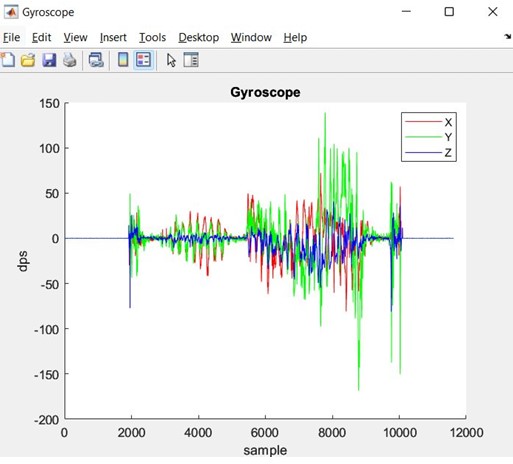 Gyroscope
File Edit View Insert Tools Desktop Window Help
Gyroscope
X
Y
Z
150
100
50
0
-50
-100
-150
-200
dps
0 2000 4000 6000 8000 10000 12000
sample